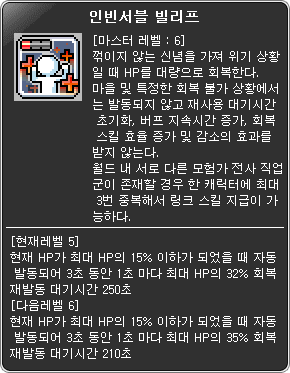 인빈서블 빌리프
[마스터 레벨 : 6]
꺾이지 않는 신념을 가져 위기 상황
일 때 HP를 대량으로 회복한다.
마을 및 특정한 회복 불가 상황에서
는 발동되지 않고 재사용 대기시간
초기화, 버프 지속시간 증가, 회복
스킬 효율 증가 및 감소의 효과를
받지 않는다.
월드 내 서로 다른 모험가 전사 직업
군이 존재할 경우 한 캐릭터에 최대
3번 중복해서 링크 스킬 지급이 가
능하다.
[현재레벨 5]
현재 HP가 최대 HP의 15% 이하가 되었을 때 자동
발동되어 3초 동안 1초 마다 최대 HP의 32% 회복
재발동 대기시간 250초
[다음레벨 6]
현재 HP가 최대 HP의 15% 이하가 되었을 때 자동
발동되어 3초 동안 1초 마다 최대 HP의 35% 회복
재발동 대기시간 210초